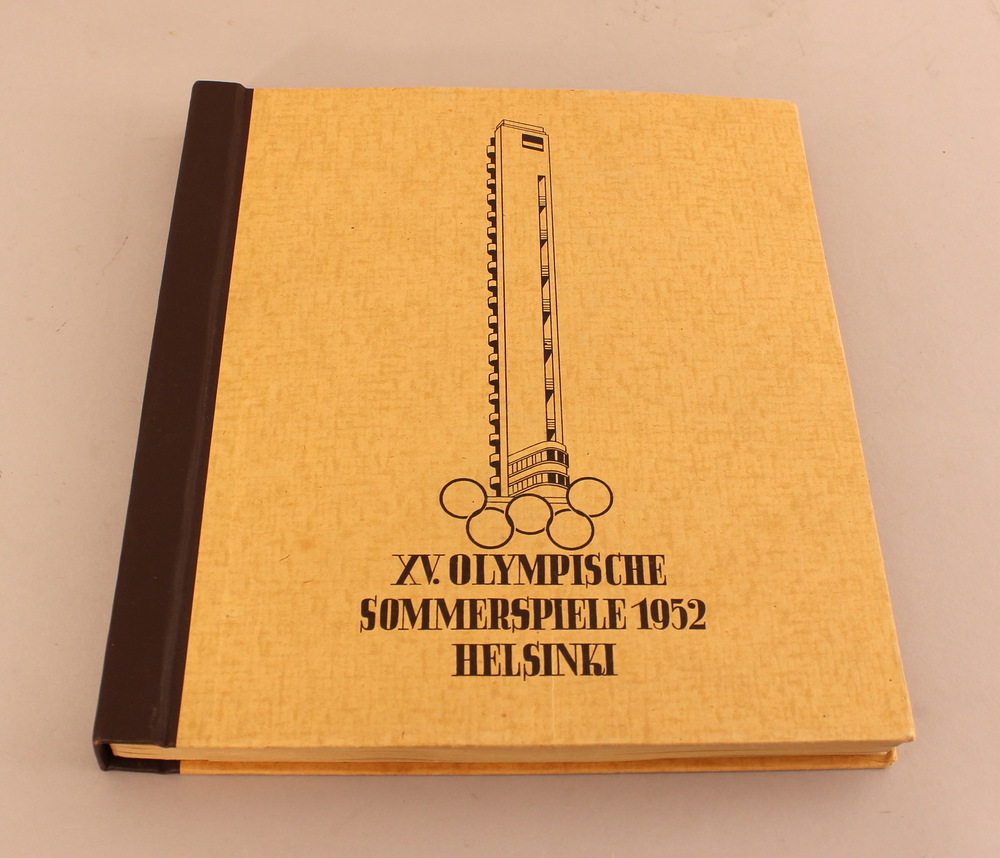 XV. OLYMPISCHE
SOMMERSPIELE 1952
HELSINKI